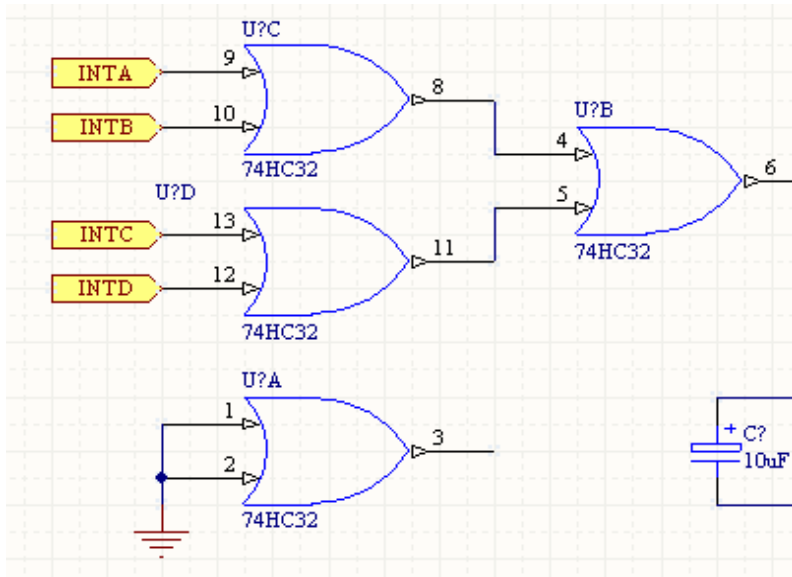 U?C
INTA
9
8
INTB
10
74HC32
U?B
4
6
5
74HC32
U?D
INTC
13
11
INTD
12
74HC32
U?A
1
3
2
74HC32
+
C?
10uF